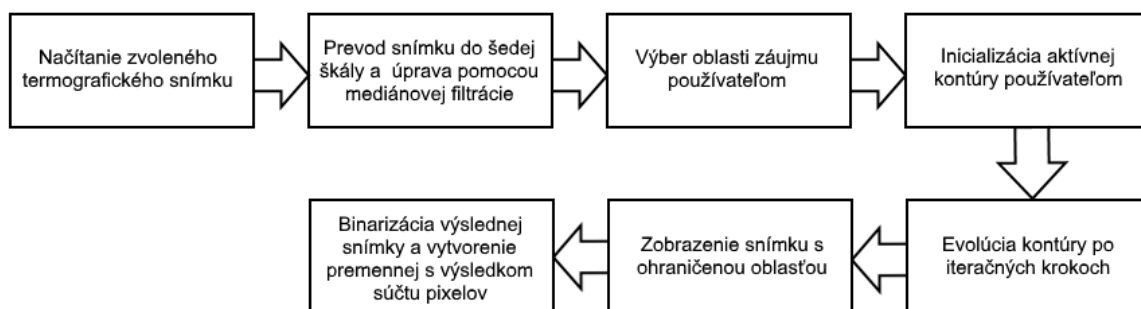 Načítanie zvoleného
termografického snímku
Prevod snímku do šedej
škály a  úprava pomocou
mediánovej filtrácie
Výber oblasti záujmu
používateľom
Inicializácia aktívnej
kontúry používateľom
Evolúcia kontúry po
iteračných krokoch
Zobrazenie snímku s
ohraničenou oblasťou
Binarizácia výslednej
snímky a vytvorenie
premennej s výsledkom
súčtu pixelov